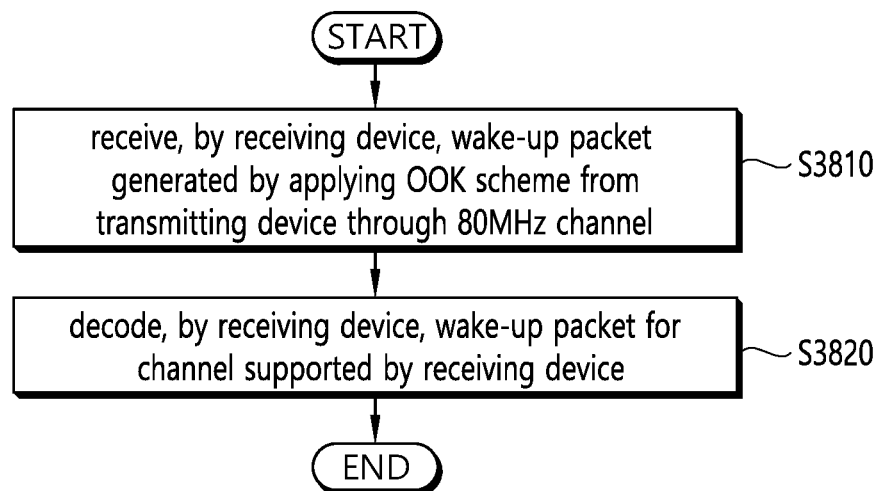 START
receive, by receiving device, wake-up packet
generated by applying OOK scheme from
transmitting device through 80MHz channel
S3810
decode, by receiving device, wake-up packet for
channel supported by receiving device
S3820
END